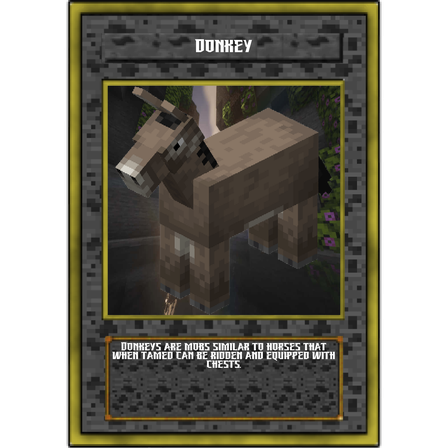 Donkey
Donkeys are mobs similar to horses that
when tamed can be ridden and equipped with
chests.